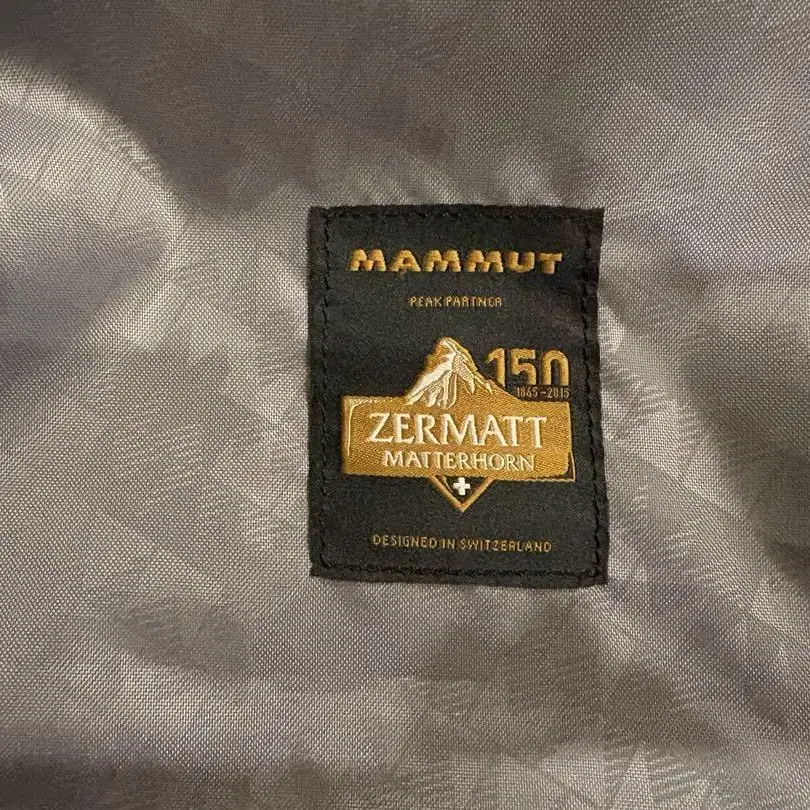 MAMMUT
PEAK PARTNER
150
1865-2015
ZERMATT
MATTERHORN
DESIGNED IN SWITZERLAND